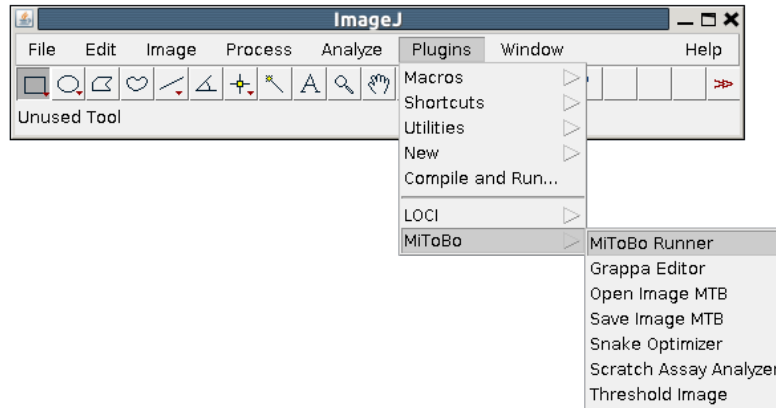 ImageJ
File Edit Image Process Analyze Plugins Window Help
A
Unused Tool
Macros
Shortcuts
Utilities
New
Compile and Run...
LOCI
MiToBo
MiToBo Runner
Grappa Editor
Open Image MTB
Save Image MTB
Snake Optimizer
Scratch Assay Analyzer
Threshold Image